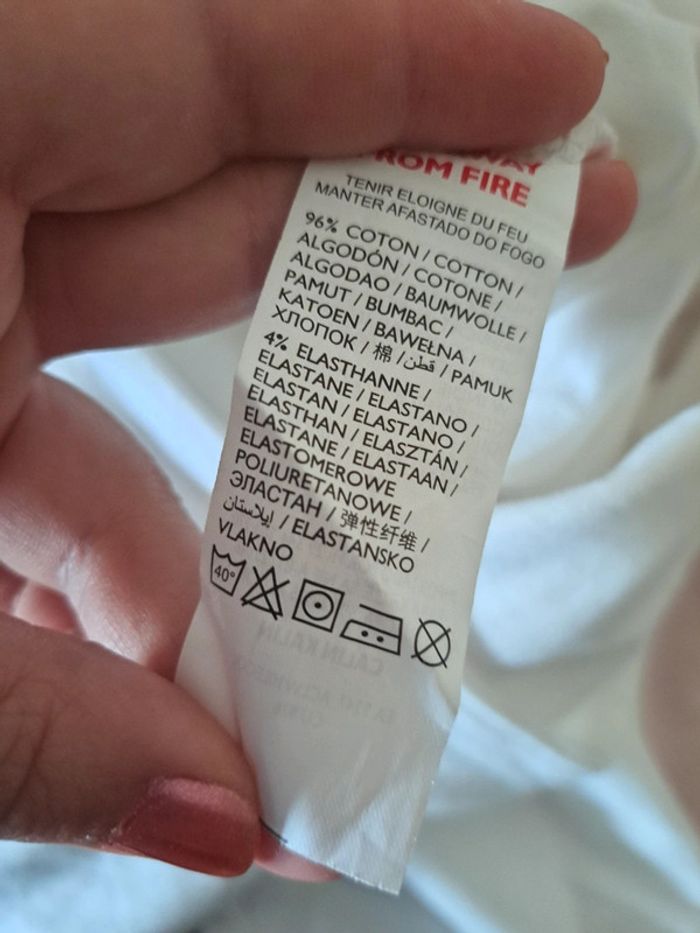 FROM FIRE
TENIR ELOIGNE DU FEU
MANTER AFASTADO DO FOGO
96% COTON / COTTON /
ALGODÓN / COTONE /
ALGODAO / BAUMWOLLE /
PAMUT / BUMBAC /
KATOEN / BAWEŁNA /
ХЛОПОК / 棉 / قطن / PAMUK
4% ELASTHANNE /
ELASTANE / ELASTANO /
ELASTAN / ELASTANO /
ELASTHAN / ELASZTÁN /
ELASTANE / ELASTAAN /
ELASTOMEROWE
POLIURETANOWE /
ЭЛАСТАН / 弹性纤维 /
إيلاستان / ELASTANSKO
VLAKNO
40°